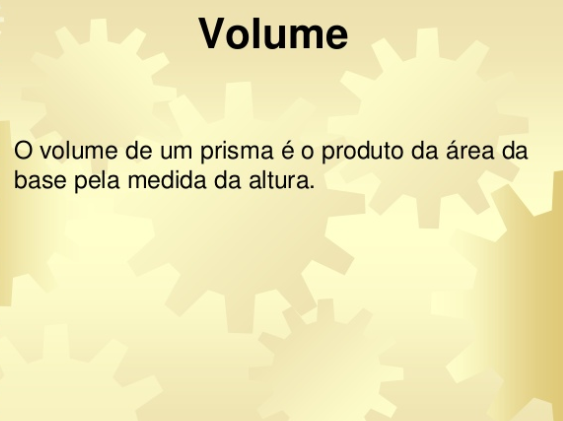 Volume
O volume de um prisma é o produto da área da
base pela medida da altura.